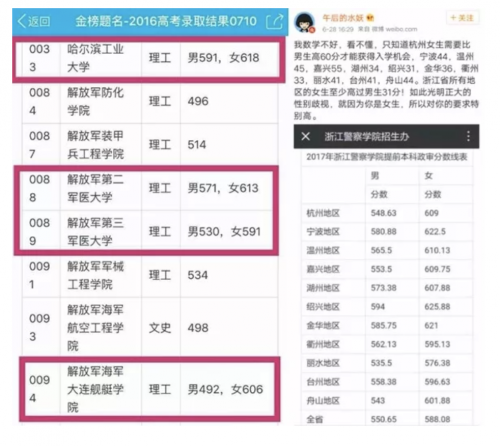 返回 金榜题名-2016高考录取结果0710
003 哈尔滨工业 理工 男591，女618
3 大学
008 解放军防化 理工 496
4 学院
008 解放军装甲 理工 514
7 兵工程学院
008 解放军第二 理工 男571，女613
8 军医大学
008 解放军第三 理工 男530，女591
9 军医大学
009 解放军军械 理工 534
1 工程学院
009 解放军海军 文史 498
3 航空工程学
院
009 解放军海军 理工 男492，女606
4 大连舰艇学
院
午后的水妖
6-28 16:29 来自 微博 weibo.com
+关注
我数学不好、看不懂，只知道杭州女生需要比
男生高60分才能获得入学机会，宁波44，温州
45，嘉兴55，湖州34，绍兴31，金华36，衢州
33，丽水41，台州41，舟山44。浙江省所有地
区的女生至少高过男生31分！如此光明正大的
性别歧视，就因为你是女生，所以对你的要求特
别高。
浙江警察学院招生办
2017年浙江警察学院提前本科政审分数线表
男 女
分数 分数
杭州地区 548.63 609
宁波地区 580.88 622.5
温州地区 565.5 610.13
嘉兴地区 553.5 609.75
湖州地区 573.38 607.88
绍兴地区 594 625.88
金华地区 585.75 621
衢州地区 562.13 595.13
丽水地区 535.5 576.38
台州地区 558.38 596.63
舟山地区 543 601.88
全省 550.65 588.08